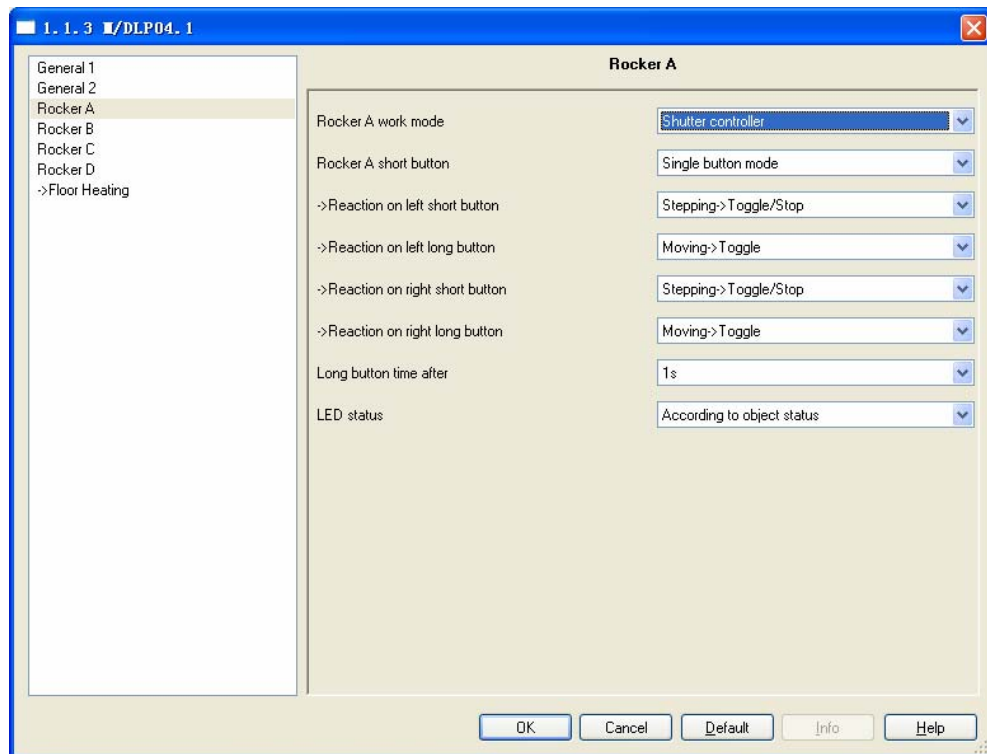 1.1.3 M/DLP04.1
General 1
General 2
Rocker A
Rocker B
Rocker C
Rocker D
->Floor Heating
Rocker A
Rocker A work mode Shutter controller
Rocker A short button Single button mode
->Reaction on left short button Stepping->Toggle/Stop
->Reaction on left long button Moving->Toggle
->Reaction on right short button Stepping->Toggle/Stop
->Reaction on right long button Moving->Toggle
Long button time after 1s
LED status According to object status
OK Cancel Default Info Help